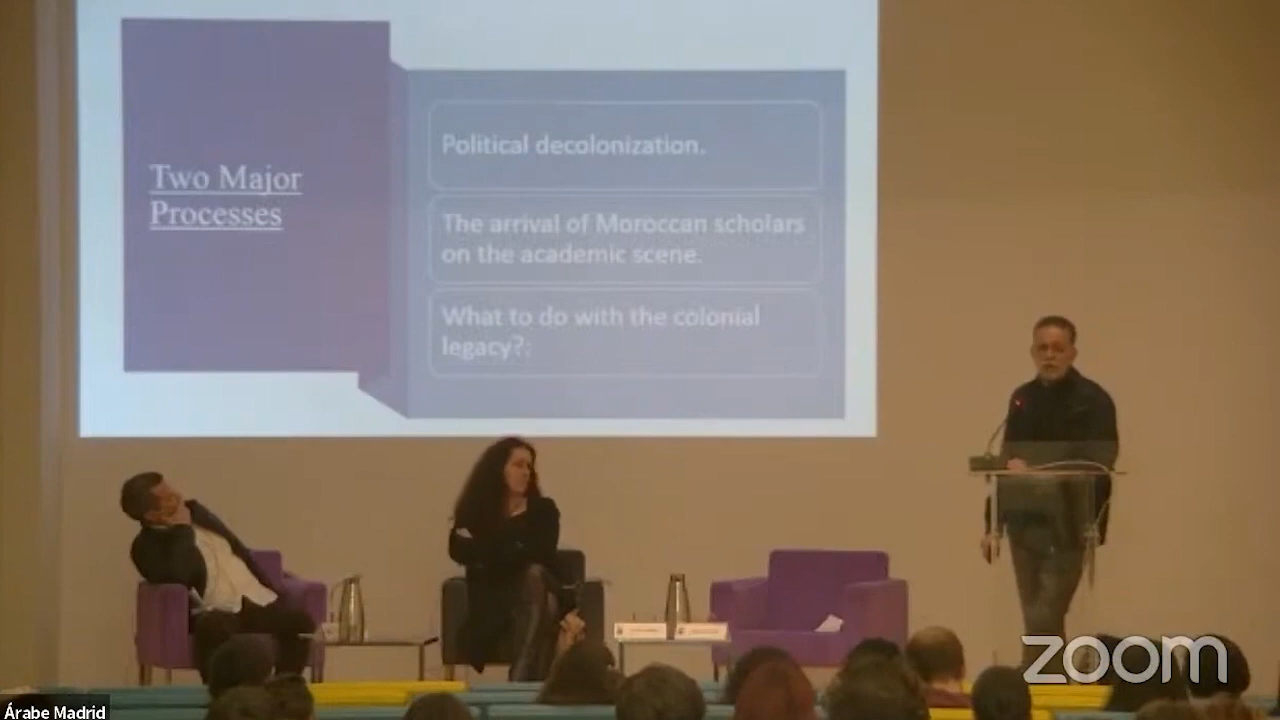 Two Major
Processes
Political decolonization.
The arrival of Moroccan scholars
on the academic scene.
What to do with the colonial
legacy?:
zoom
Árabe Madrid